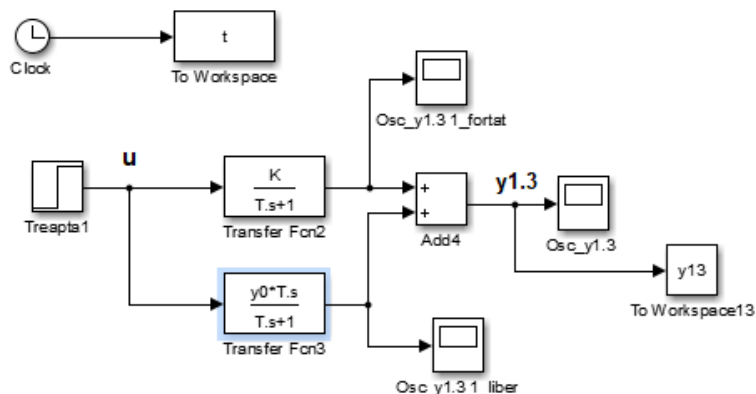 t
Clock
To Workspace
Osc_y1.3 1_fortat
u
K
T.s+1
Treapta1
Transfer Fcn2
+
+
Add4
y1.3
Osc_y1.3
y0*T.s
T.s+1
Transfer Fcn3
y13
To Workspace13
Osc_y1.3 1_liber